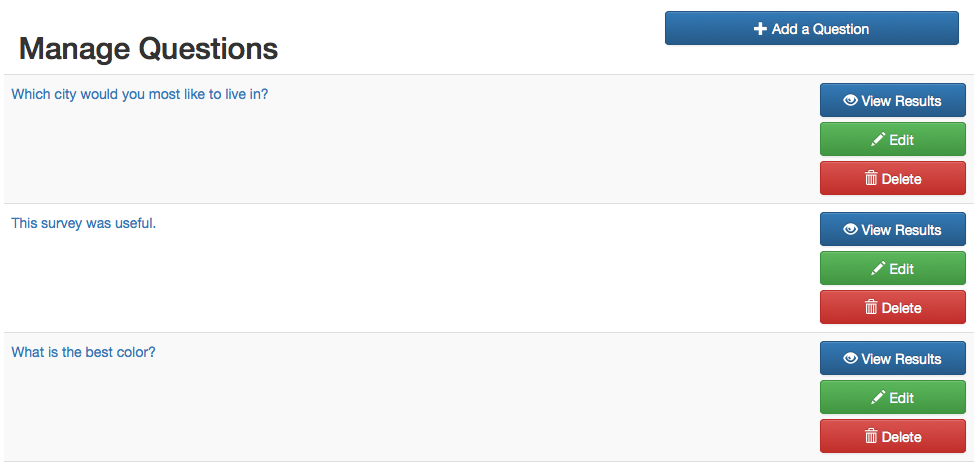 Manage Questions
Add a Question
Which city would you most like to live in?
View Results
Edit
Delete
This survey was useful.
View Results
Edit
Delete
What is the best color?
View Results
Edit
Delete